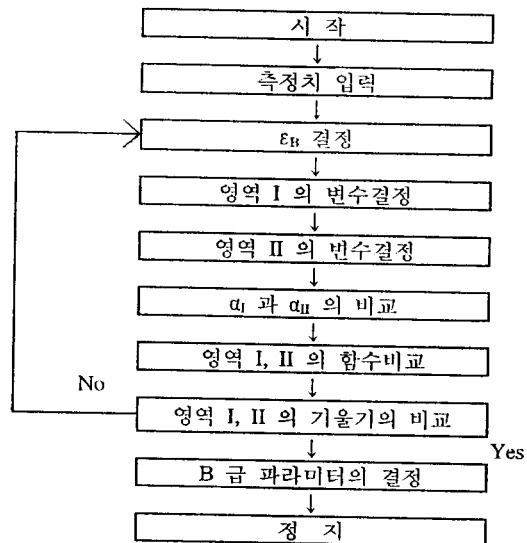 시 작
측정치 입력
εB 결정
영역 I 의 변수결정
영역 II 의 변수결정
αI 과 αII 의 비교
영역 I, II 의 함수비교
No
영역 I, II 의 기울기의 비교
Yes
B 급 파라미터의 결정
정 지